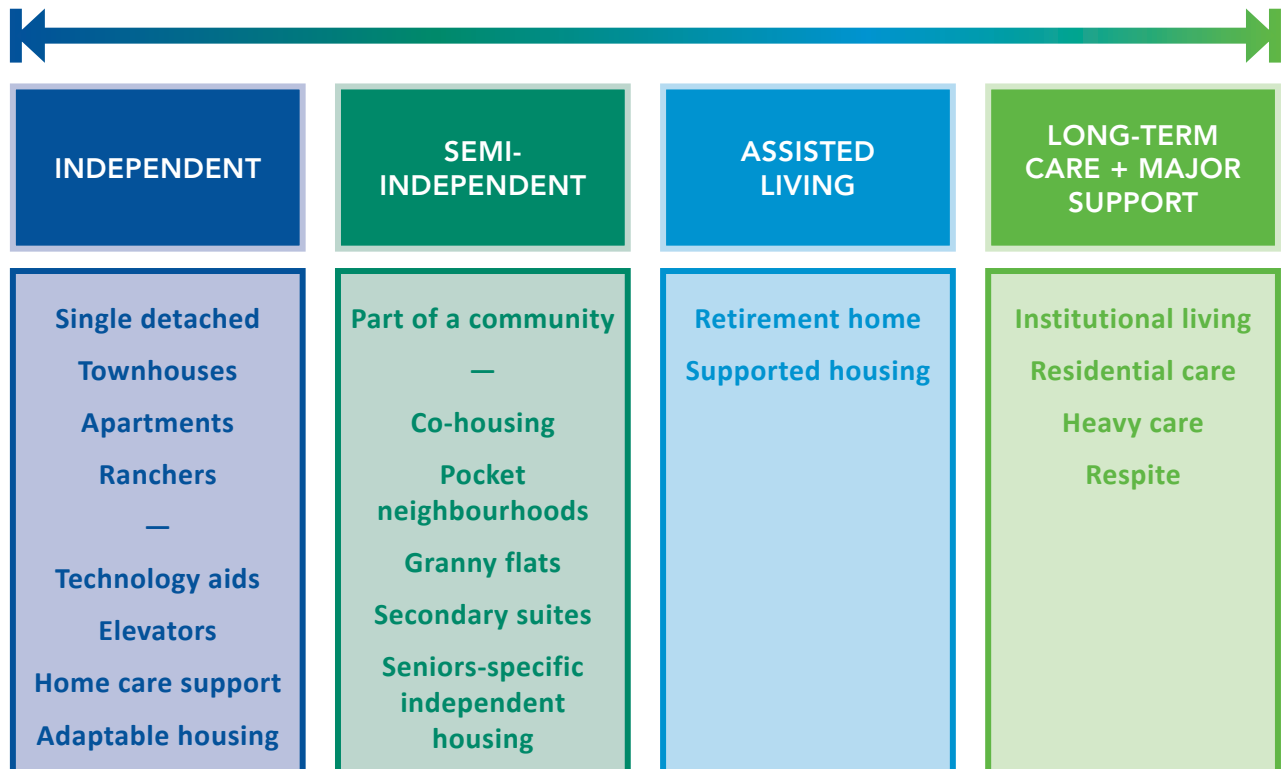 INDEPENDENT
SEMI-
INDEPENDENT
ASSISTED
LIVING
LONG-TERM
CARE + MAJOR
SUPPORT
Single detached
Townhouses
Apartments
Ranchers
—
Technology aids
Elevators
Home care support
Adaptable housing
Part of a community
—
Co-housing
Pocket
neighbourhoods
Granny flats
Secondary suites
Seniors-specific
independent
housing
Retirement home
Supported housing
Institutional living
Residential care
Heavy care
Respite